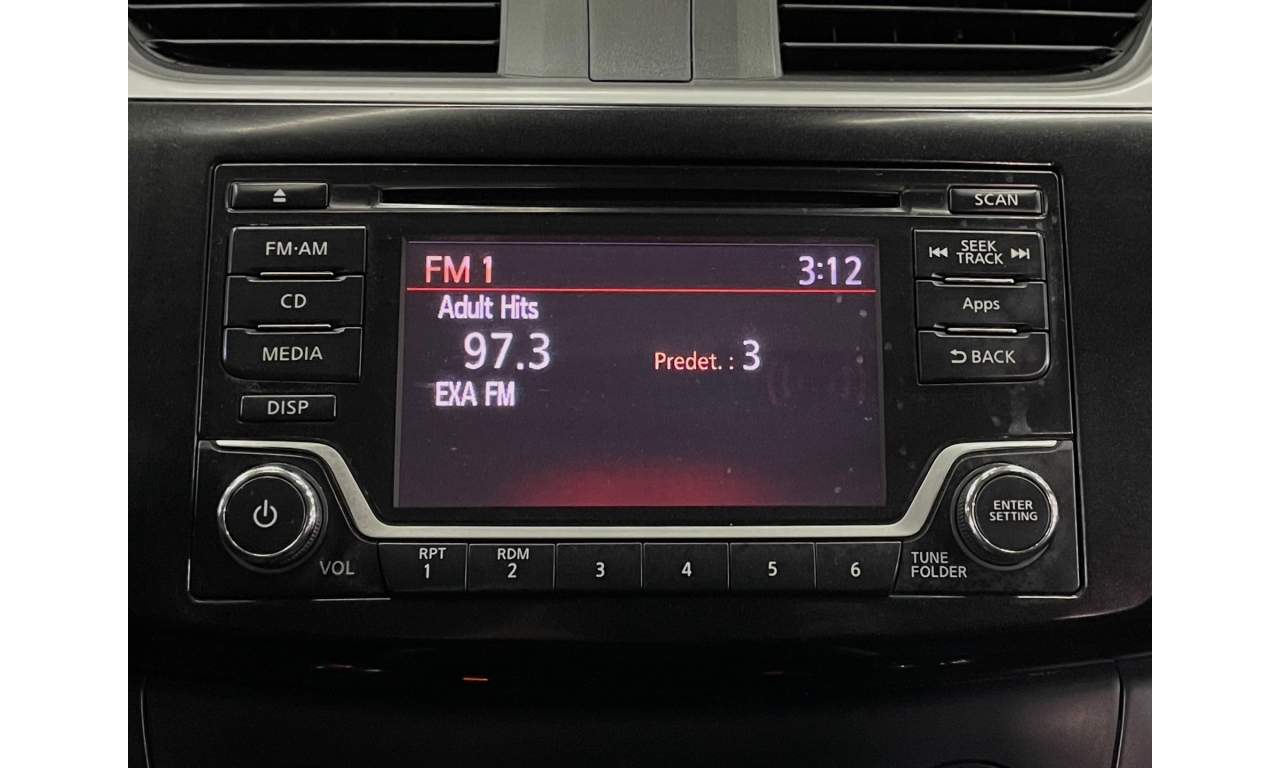 SCAN
FM·AM
SEEK
TRACK
FM 1 3:12
CD
Adult Hits
Apps
MEDIA
97.3
Predet. : 3
BACK
EXA FM
DISP
ENTER
SETTING
VOL
RPT
1
RDM
2
3
4
5
6
TUNE
FOLDER